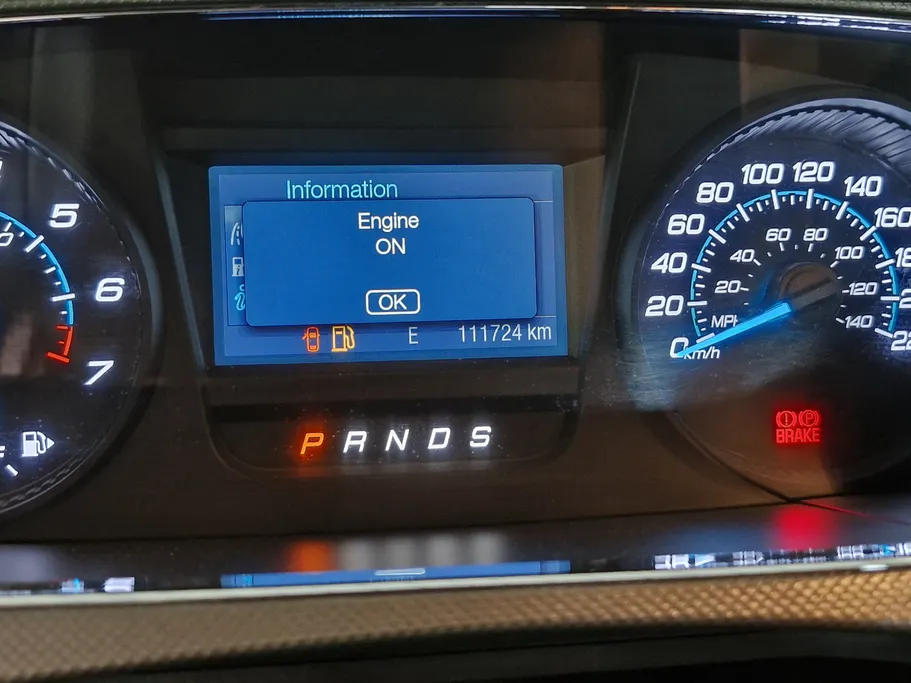 Information
Engine
ON
OK
E 111724 km
P R N D S
5
6
7
0 20 40 60 80 100 120 140 160
km/h
20 40 60 80 100 120 140
MPH
BRAKE